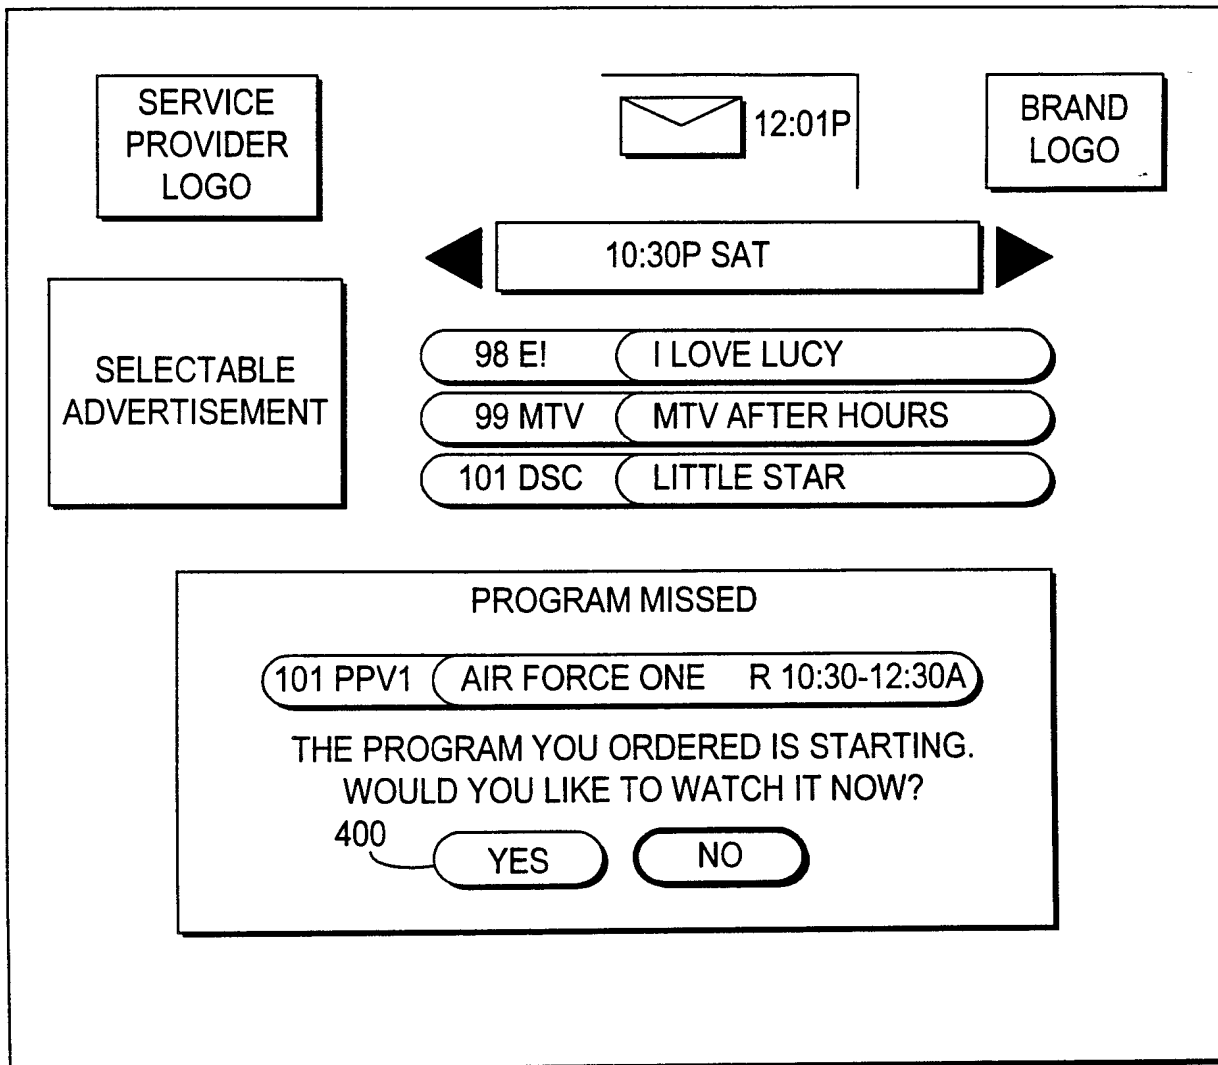 SERVICE
PROVIDER
LOGO
12:01P
BRAND
LOGO
10:30P SAT
SELECTABLE
ADVERTISEMENT
98 E! I LOVE LUCY
99 MTV MTV AFTER HOURS
101 DSC LITTLE STAR
PROGRAM MISSED
101 PPV1 AIR FORCE ONE R 10:30-12:30A
THE PROGRAM YOU ORDERED IS STARTING.
WOULD YOU LIKE TO WATCH IT NOW?
400
YES NO